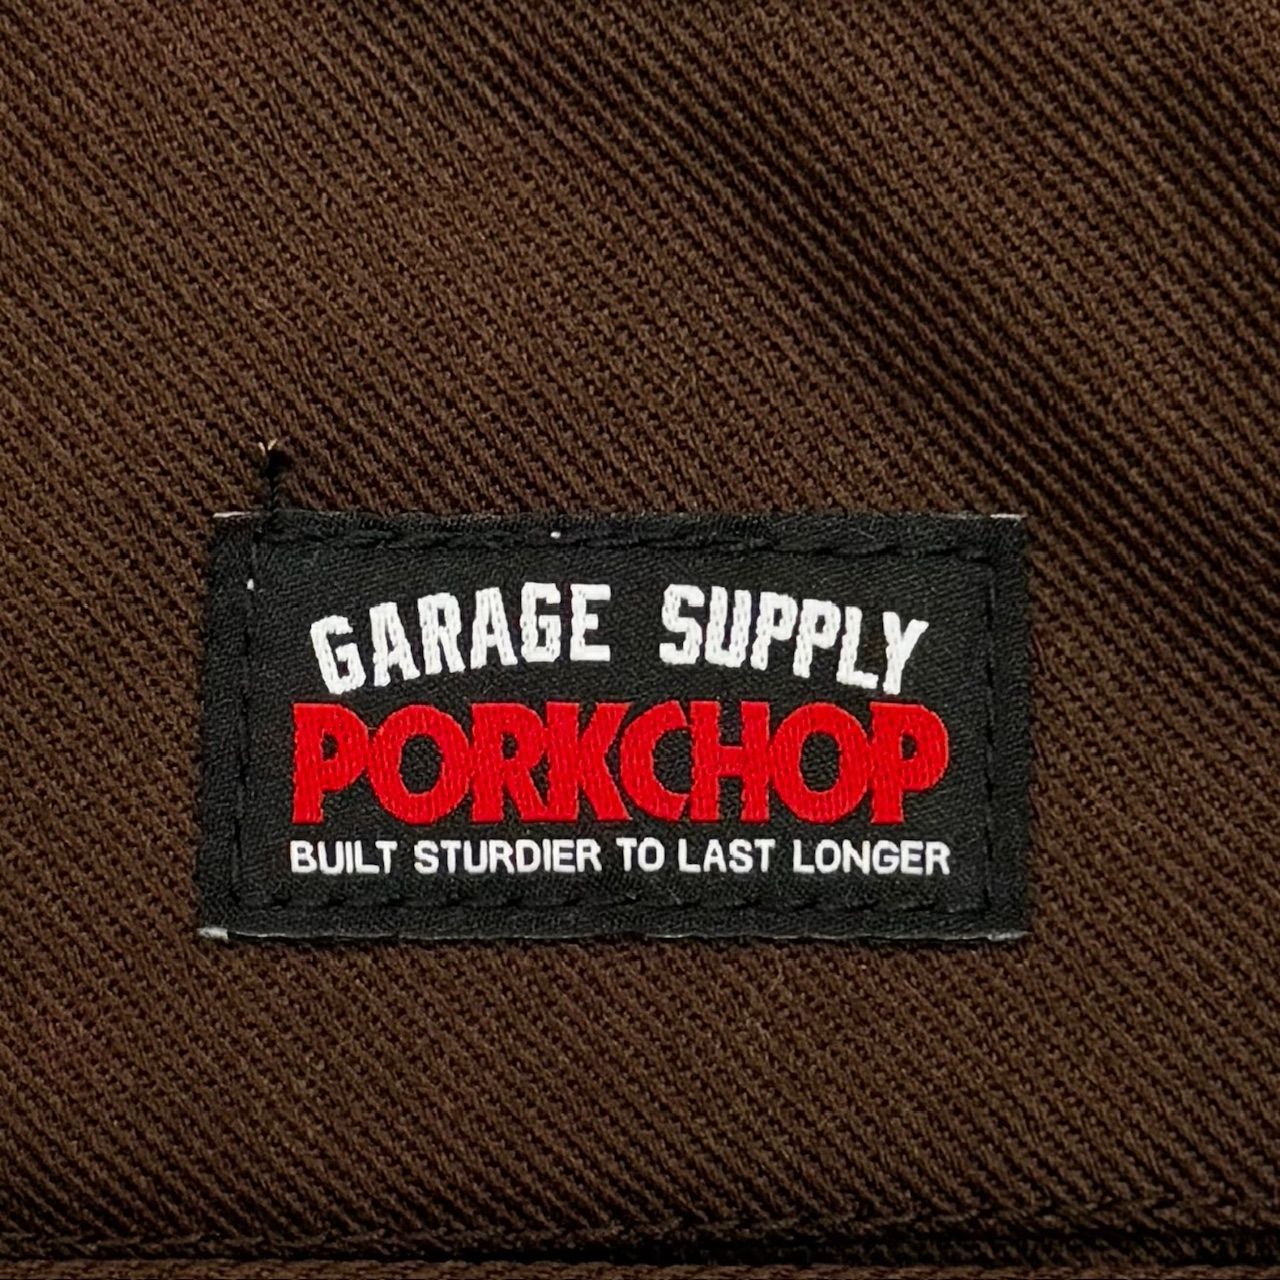 GARAGE SUPPLY
PORKCHOP
BUILT STURDIER TO LAST LONGER